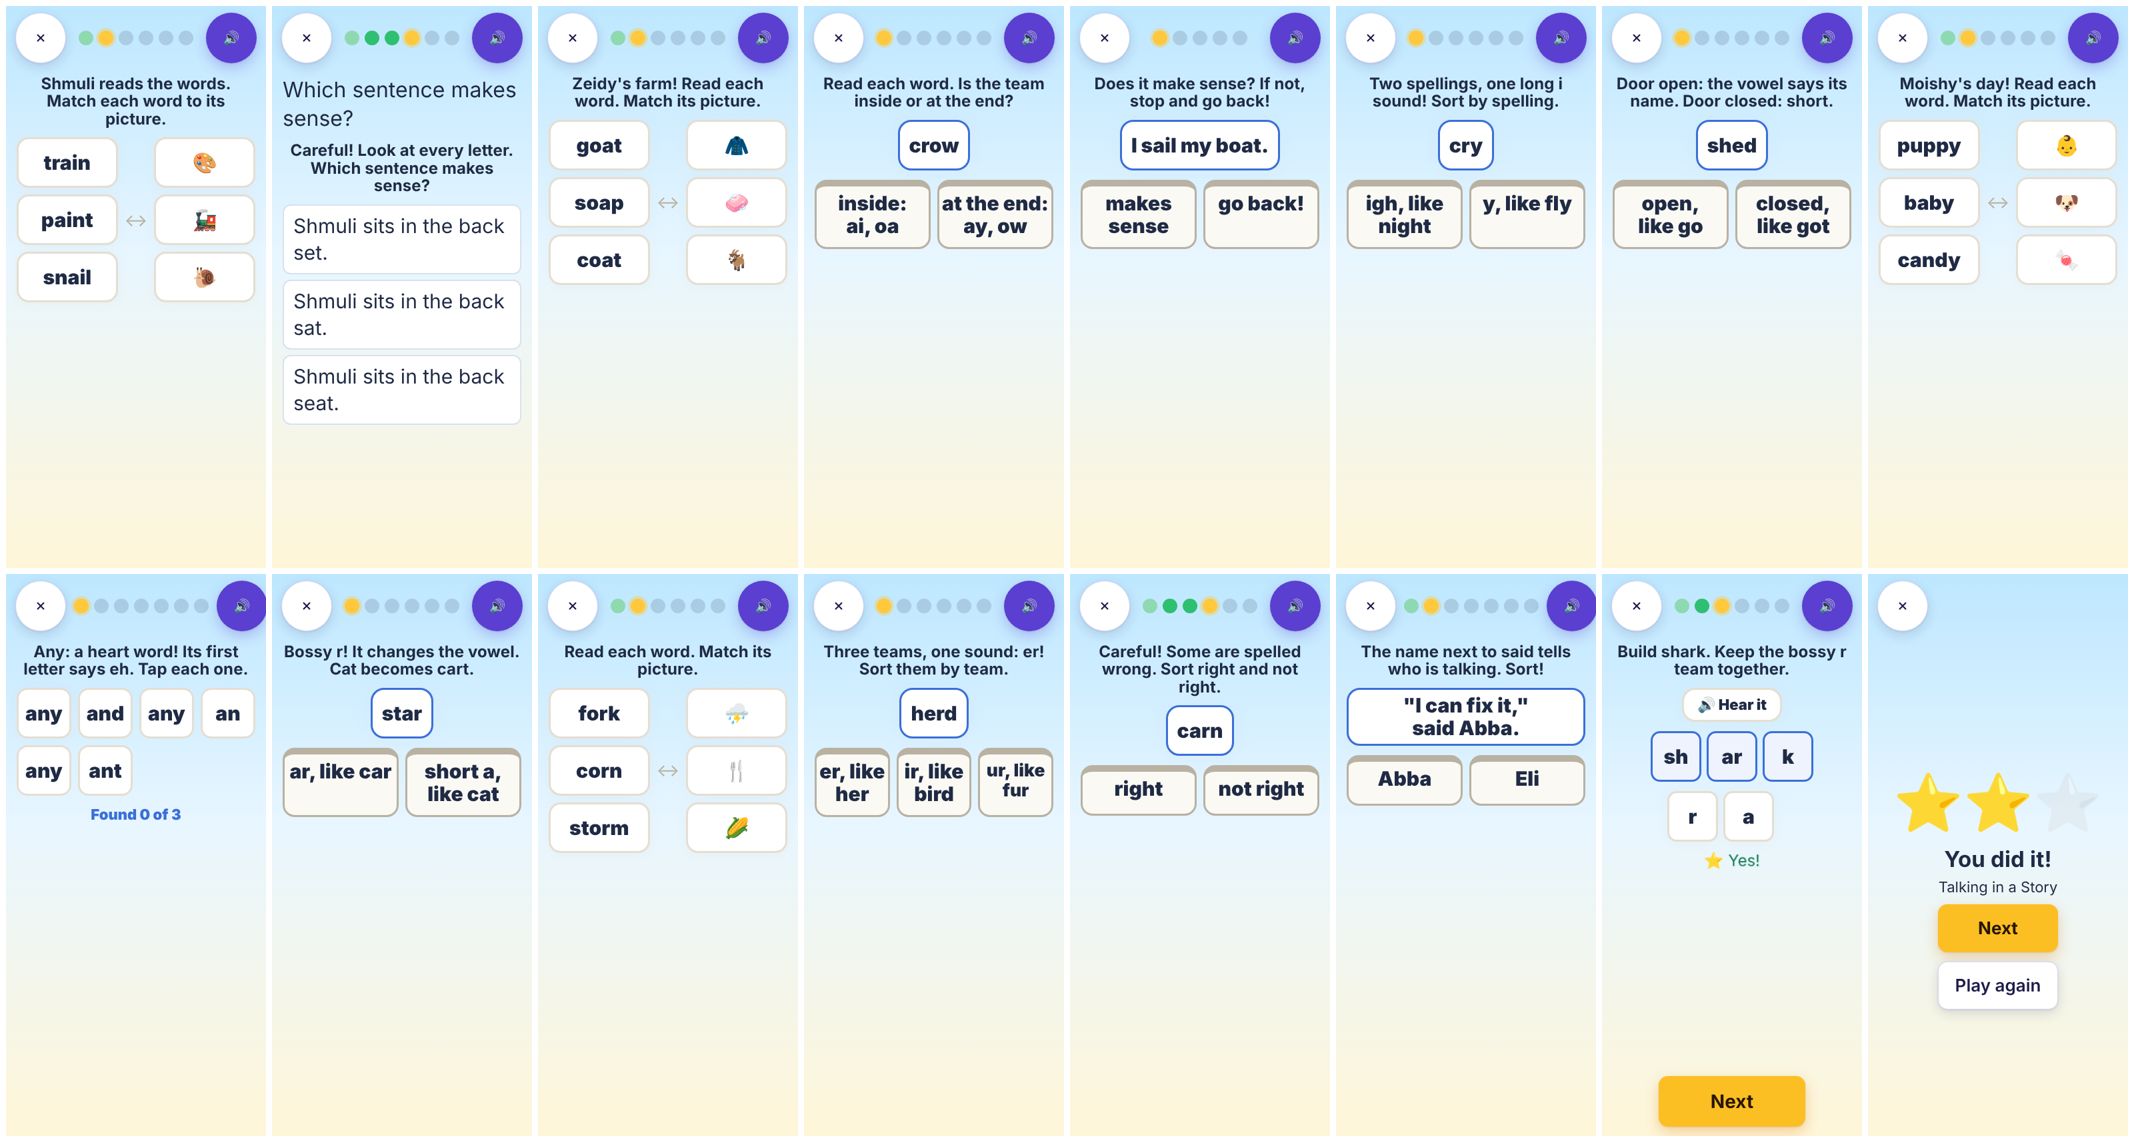 ×
Shmuli reads the words.
Match each word to its
picture.
train
paint
snail
×
Which sentence makes
sense?
Careful! Look at every letter.
Which sentence makes
sense?
Shmuli sits in the back
set.
Shmuli sits in the back
sat.
Shmuli sits in the back
seat.
×
Zeidy's farm! Read each
word. Match its picture.
goat
soap
coat
×
Read each word. Is the team
inside or at the end?
crow
inside:
ai, oa
at the end:
ay, ow
×
Does it make sense? If not,
stop and go back!
I sail my boat.
makes
sense
go back!
×
Two spellings, one long i
sound! Sort by spelling.
cry
igh, like
night
y, like fly
×
Door open: the vowel says its
name. Door closed: short.
shed
open,
like go
closed,
like got
×
Moishy's day! Read each
word. Match its picture.
puppy
baby
candy
×
Any: a heart word! Its first
letter says eh. Tap each one.
any and any an
any ant
Found 0 of 3
×
Bossy r! It changes the vowel.
Cat becomes cart.
star
ar, like car
short a,
like cat
×
Read each word. Match its
picture.
fork
corn
storm
×
Three teams, one sound: er!
Sort them by team.
herd
er, like
her
ir, like
bird
ur, like
fur
×
Careful! Some are spelled
wrong. Sort right and not
right.
carn
right
not right
×
The name next to said tells
who is talking. Sort!
"I can fix it,"
said Abba.
Abba
Eli
×
Build shark. Keep the bossy r
team together.
Hear it
sh ar k
r a
Yes!
Next
×
You did it!
Talking in a Story
Next
Play again